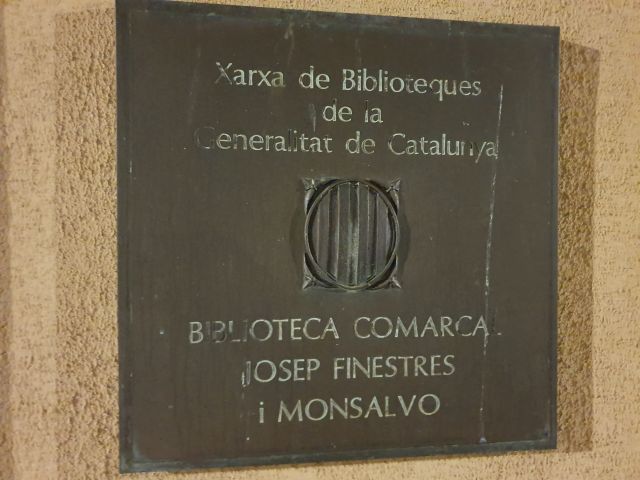 Xarxa de Biblioteques
de la
Generalitat de Catalunya
BIBLIOTECA COMARCAL
JOSEP FINESTRES
i MONSALVO